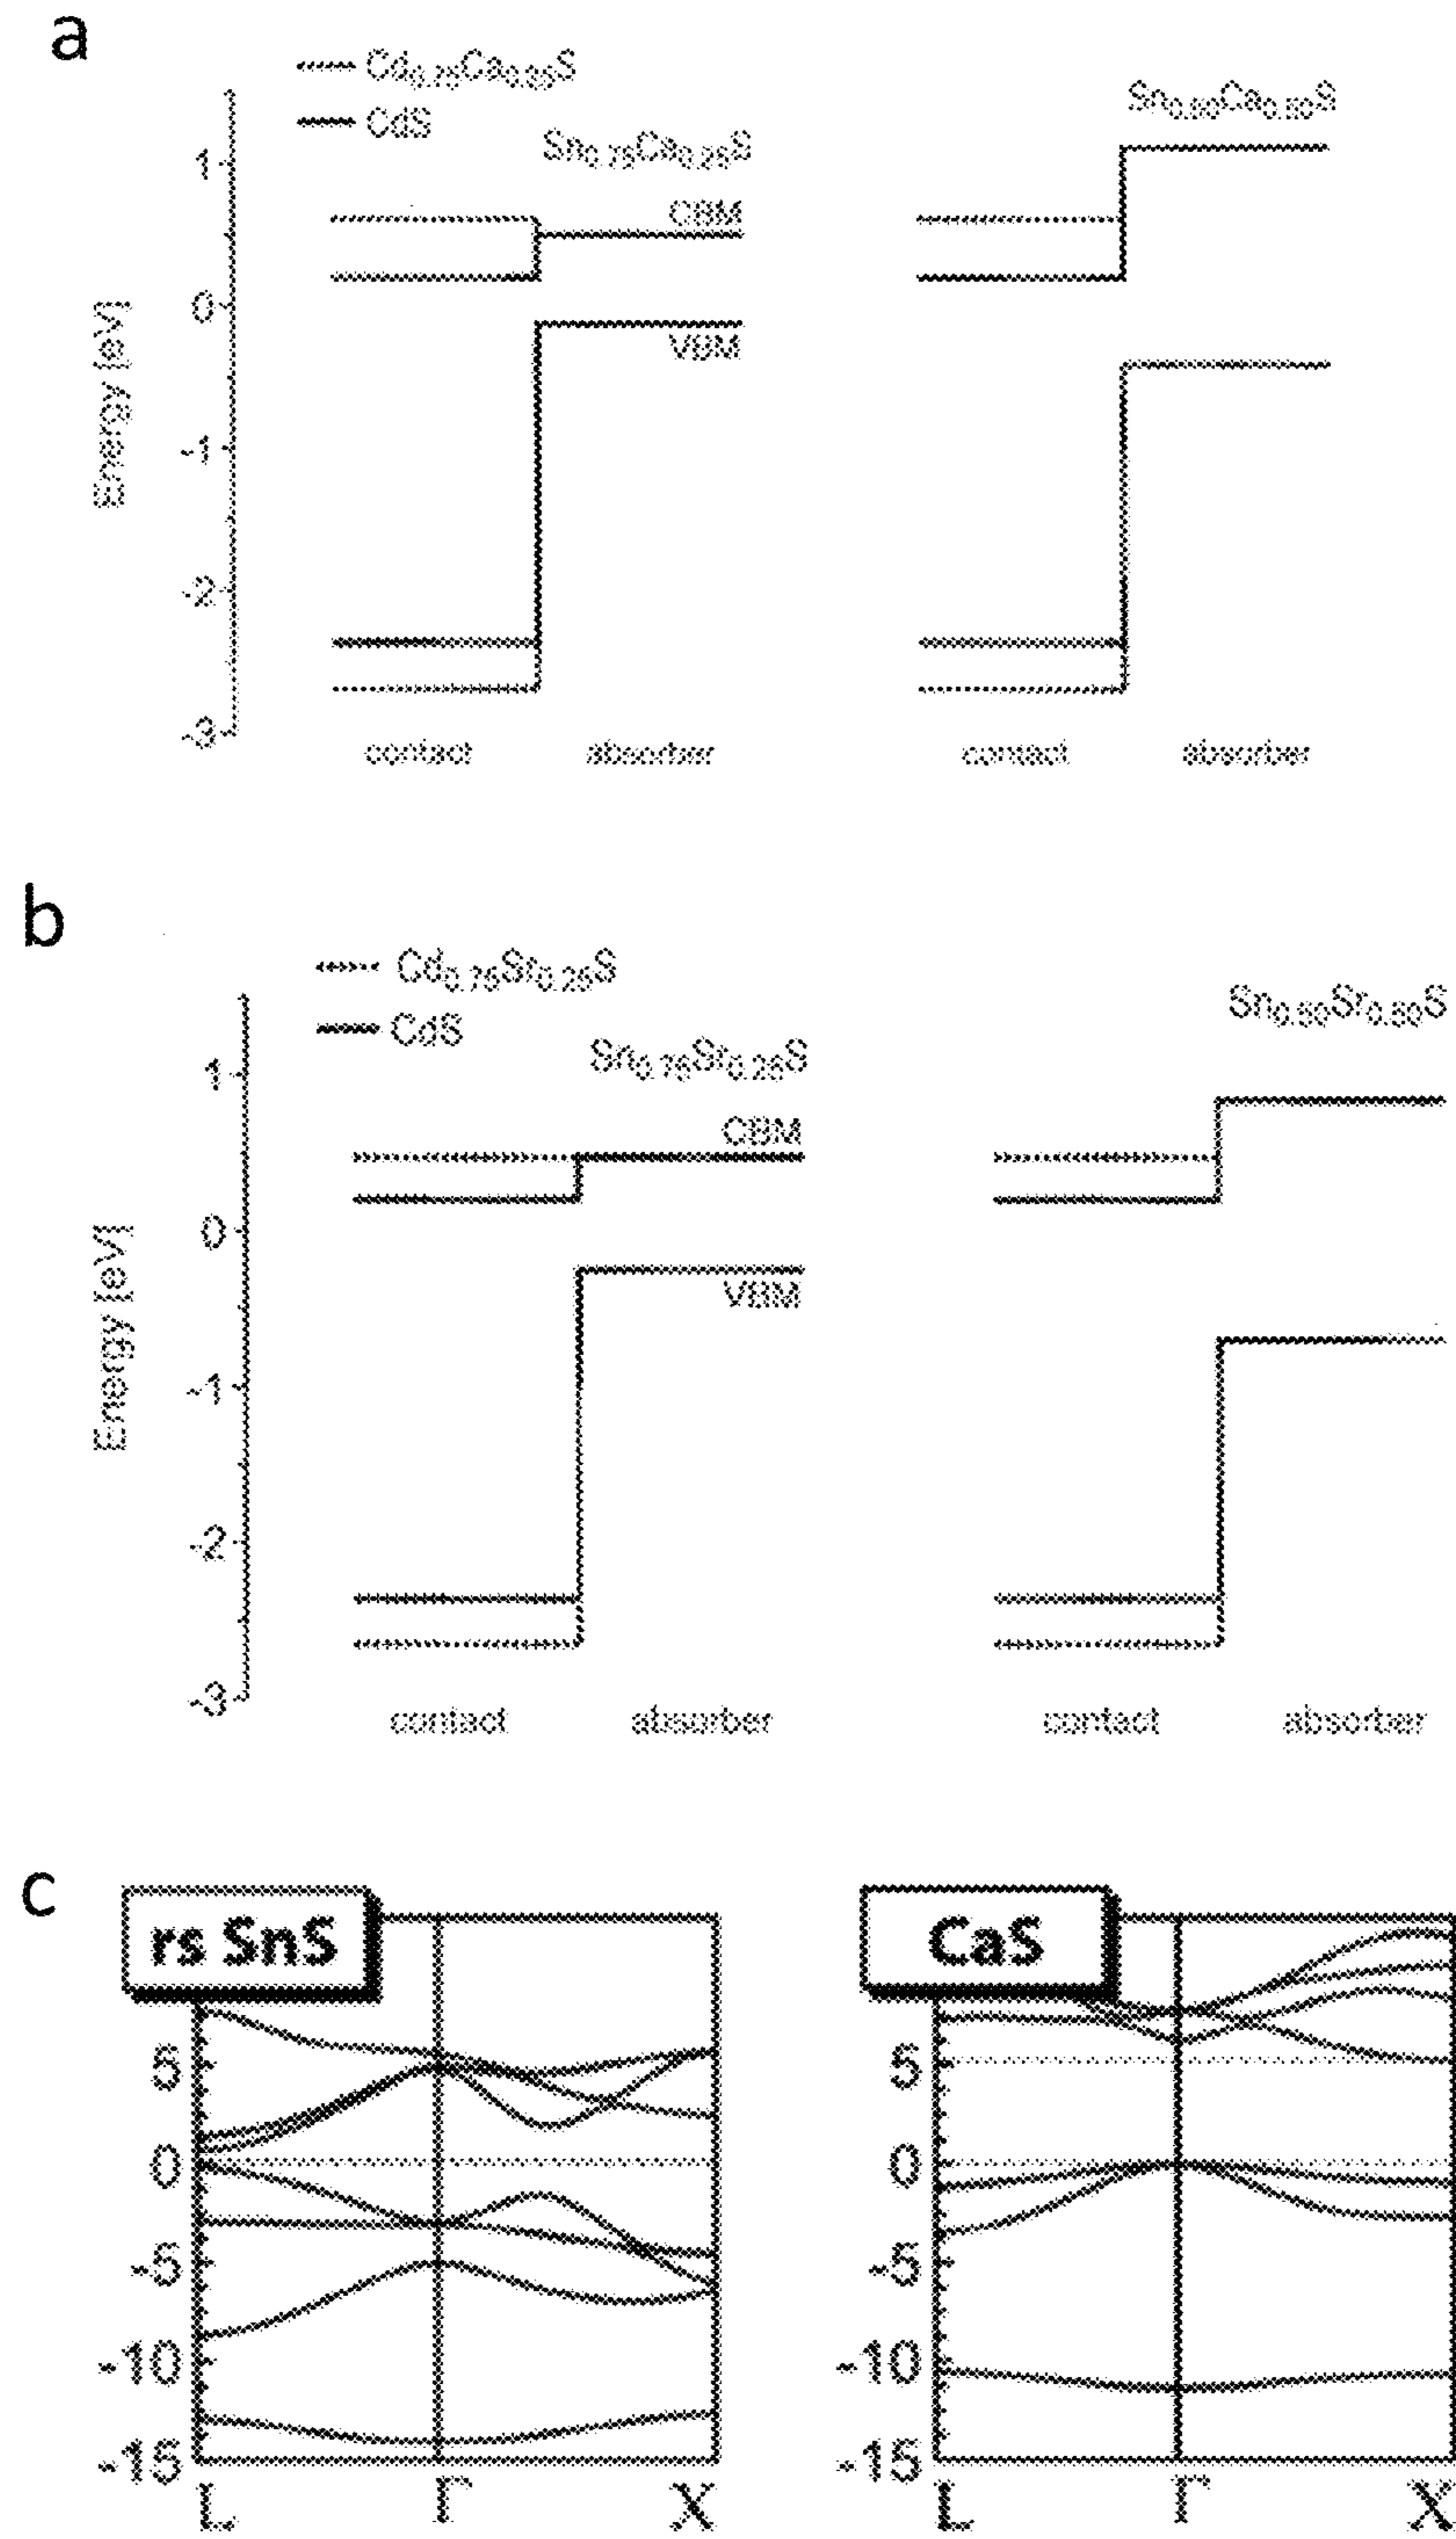 a
Cd0.75Ca0.25S
CdS
Sn0.75Ca0.25S
Sn0.50Ca0.50S
CBM
VBM
Energy [eV]
1
0
-1
-2
-3
contact absorber contact absorber
b
Cd0.75Sr0.25S
CdS
Sn0.75Sr0.25S
Sn0.50Sr0.50S
CBM
VBM
Energy [eV]
1
0
-1
-2
-3
contact absorber contact absorber
c
rs SnS
5
0
-5
-10
-15
L Γ X
CaS
5
0
-5
-10
-15
L Γ X